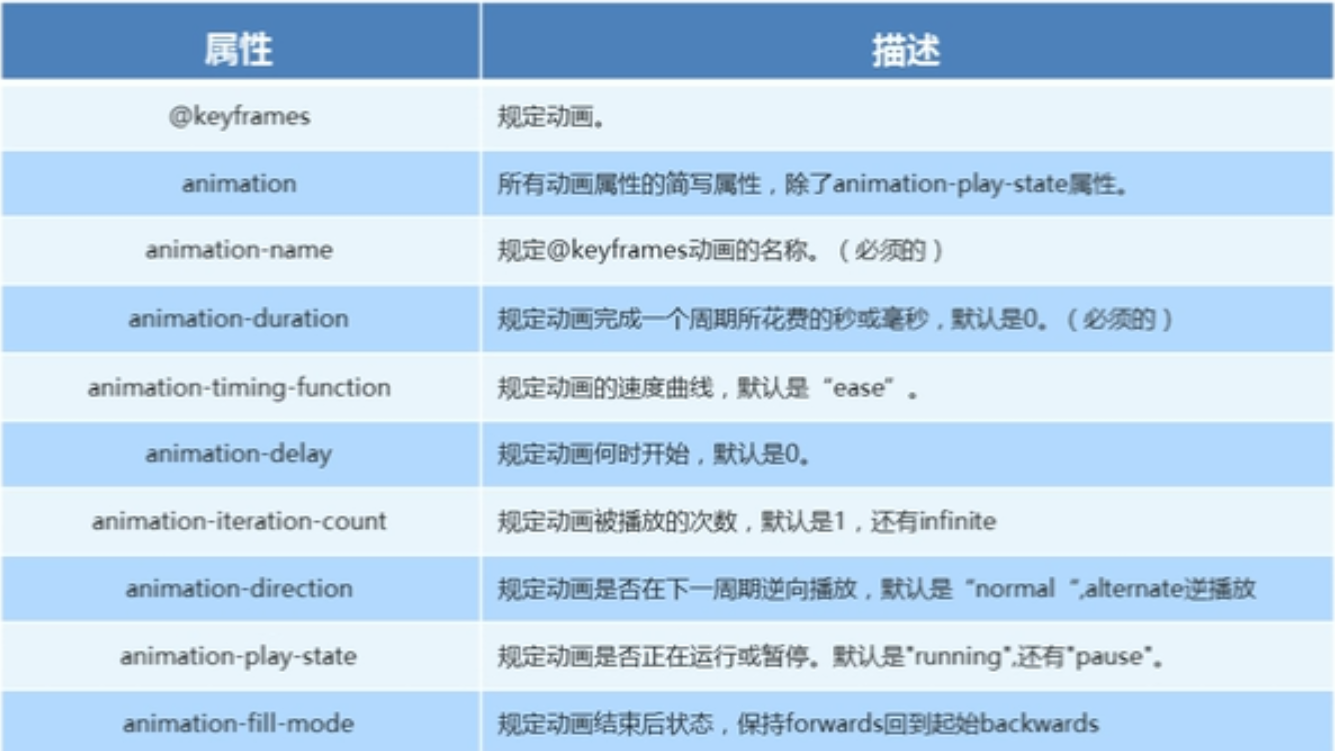 属性 描述
@keyframes 规定动画。
animation 所有动画属性的简写属性，除了animation-play-state属性。
animation-name 规定@keyframes动画的名称。（必须的）
animation-duration 规定动画完成一个周期所花费的秒或毫秒，默认是0。（必须的）
animation-timing-function 规定动画的速度曲线，默认是“ease”。
animation-delay 规定动画何时开始，默认是0。
animation-iteration-count 规定动画被播放的次数，默认是1，还有infinite
animation-direction 规定动画是否在下一周期逆向播放，默认是“normal “,alternate逆播放
animation-play-state 规定动画是否正在运行或暂停。默认是"running",还有"pause"。
animation-fill-mode 规定动画结束后状态，保持forwards回到起始backwards